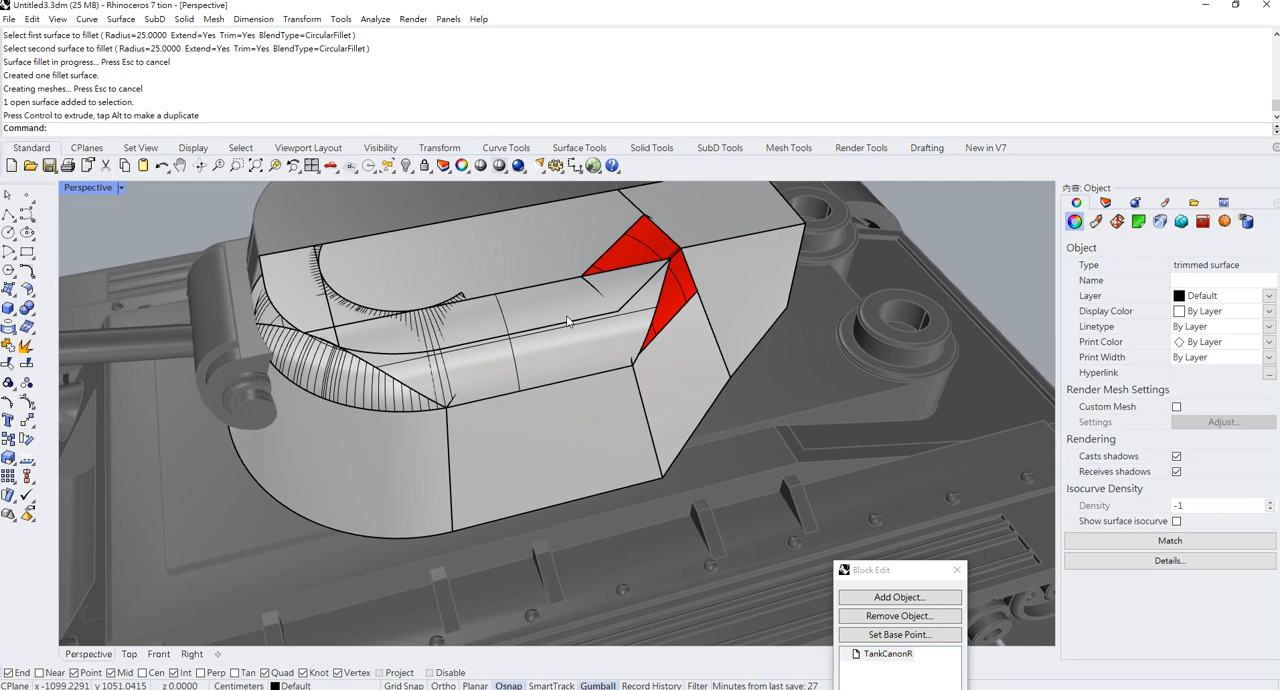 Untitled3.3dm (25 MB) - Rhinoceros 7 tion - [Perspective]
File Edit View Curve Surface SubD Solid Mesh Dimension Transform Tools Analyze Render Panels Help
Select first surface to fillet ( Radius=25.0000 Extend=Yes Trim=Yes BlendType=CircularFillet )
Select second surface to fillet ( Radius=25.0000 Extend=Yes Trim=Yes BlendType=CircularFillet )
Surface fillet in progress... Press Esc to cancel
Created one fillet surface.
Creating meshes... Press Esc to cancel
1 open surface added to selection.
Press Control to extrude, tap Alt to make a duplicate
Command:
Standard CPlanes Set View Display Select Viewport Layout Visibility Transform Curve Tools Surface Tools Solid Tools SubD Tools Mesh Tools Render Tools Drafting New in V7
Perspective
內容: Object
Object
Type trimmed surface
Name
Layer Default
Display Color By Layer
Linetype By Layer
Print Color By Layer
Print Width By Layer
Hyperlink ...
Render Mesh Settings
Custom Mesh
Settings Adjust...
Rendering
Casts shadows
Receives shadows
Isocurve Density
Density -1
Show surface isocurve
Match
Details...
Block Edit
Add Object...
Remove Object...
Set Base Point...
TankCanonR
Perspective Top Front Right
End Near Point Mid Cen Int Perp Tan Quad Knot Vertex Project Disable
CPlane x -1099.2291 y 1051.0415 z 0.0000 Centimeters Default Grid Snap Ortho Planar Osnap SmartTrack Gumball Record History Filter Minutes from last save: 27